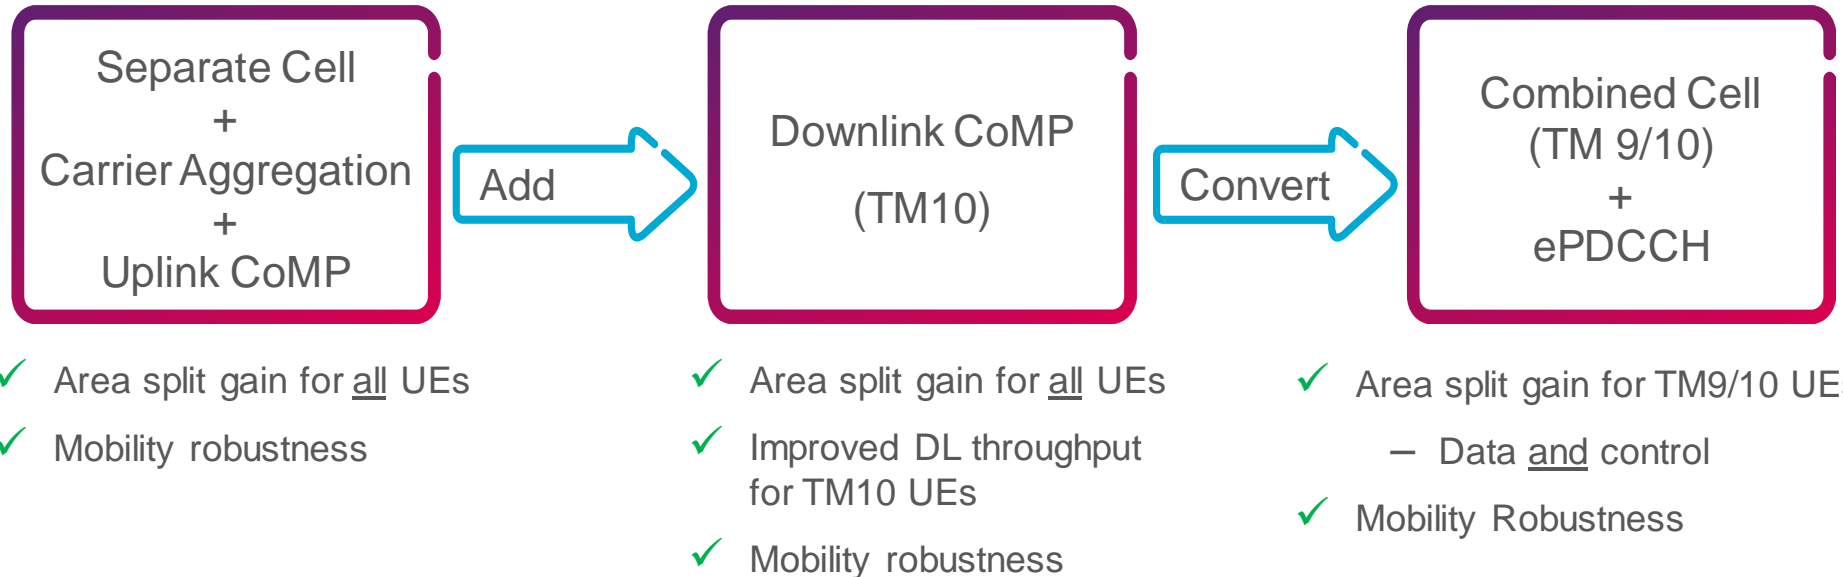 Separate Cell
+
Carrier Aggregation
+
Uplink CoMP
Add
Downlink CoMP
(TM10)
Convert
Combined Cell
(TM 9/10)
+
ePDCCH
✓ Area split gain for all UEs
✓ Mobility robustness
✓ Area split gain for all UEs
✓ Improved DL throughput
for TM10 UEs
✓ Mobility robustness
✓ Area split gain for TM9/10 UE
– Data and control
✓ Mobility Robustness